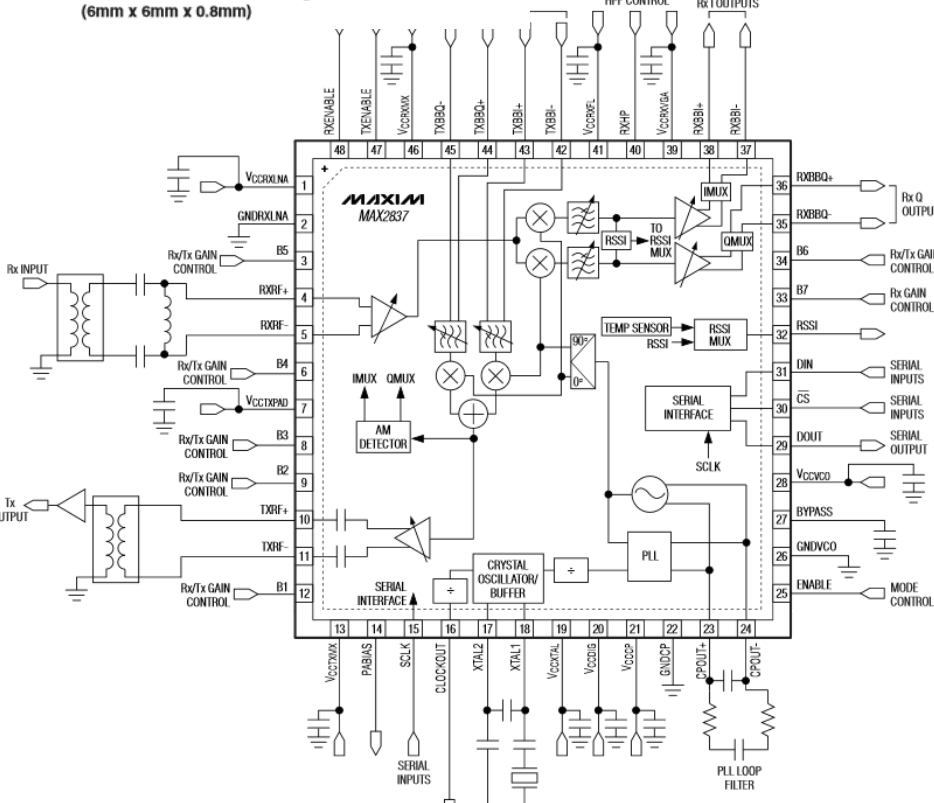 (6mm x 6mm x 0.8mm)
HPF CONTROL
Rx I OUTPUTS
RXENABLE
TXENABLE
VCCRXMX
TXBBQ-
TXBBQ+
TXBBI+
TXBBI-
VCCRXFL
RXHP
VCCRXVGA
RXBBI+
RXBBI-
48
47
46
45
44
43
42
41
40
39
38
37
+
MAXIM
MAX2837
VCCRXLNA
1
GNDRXLNA
2
Rx/Tx GAIN
CONTROL
B5
3
Rx INPUT
RXRF+
4
RXRF-
5
Rx/Tx GAIN
CONTROL
B4
6
VCCTXPAD
7
Rx/Tx GAIN
CONTROL
B3
8
Rx/Tx GAIN
CONTROL
B2
9
Tx
TXRF+
10
TXRF-
11
Rx/Tx GAIN
CONTROL
B1
12
IMUX
QMUX
RSSI
TO
RSSI
MUX
TEMP SENSOR
RSSI
RSSI
MUX
90°
0°
IMUX
QMUX
AM
DETECTOR
SERIAL
INTERFACE
SCLK
PLL
CRYSTAL
OSCILLATOR/
BUFFER
÷
÷
SERIAL
INTERFACE
36
RXBBQ+
35
RXBBQ-
Rx Q
34
B6
Rx/Tx
CONTROL
33
B7
Rx GAIN
CONTROL
32
RSSI
31
DIN
SERIAL
INPUTS
30
CS
SERIAL
INPUTS
29
DOUT
SERIAL
OUTPUT
28
VCCVCO
27
BYPASS
26
GNDVCO
25
ENABLE
MODE
CONTROL
13
14
15
16
17
18
19
20
21
22
23
24
VCCTXMX
PABIAS
SCLK
CLOCKOUT
XTAL2
XTAL1
VCCXTAL
VCCDIG
VCCCP
GNDCP
CPOUT+
CPOUT-
SERIAL
INPUTS
PLL LOOP
FILTER